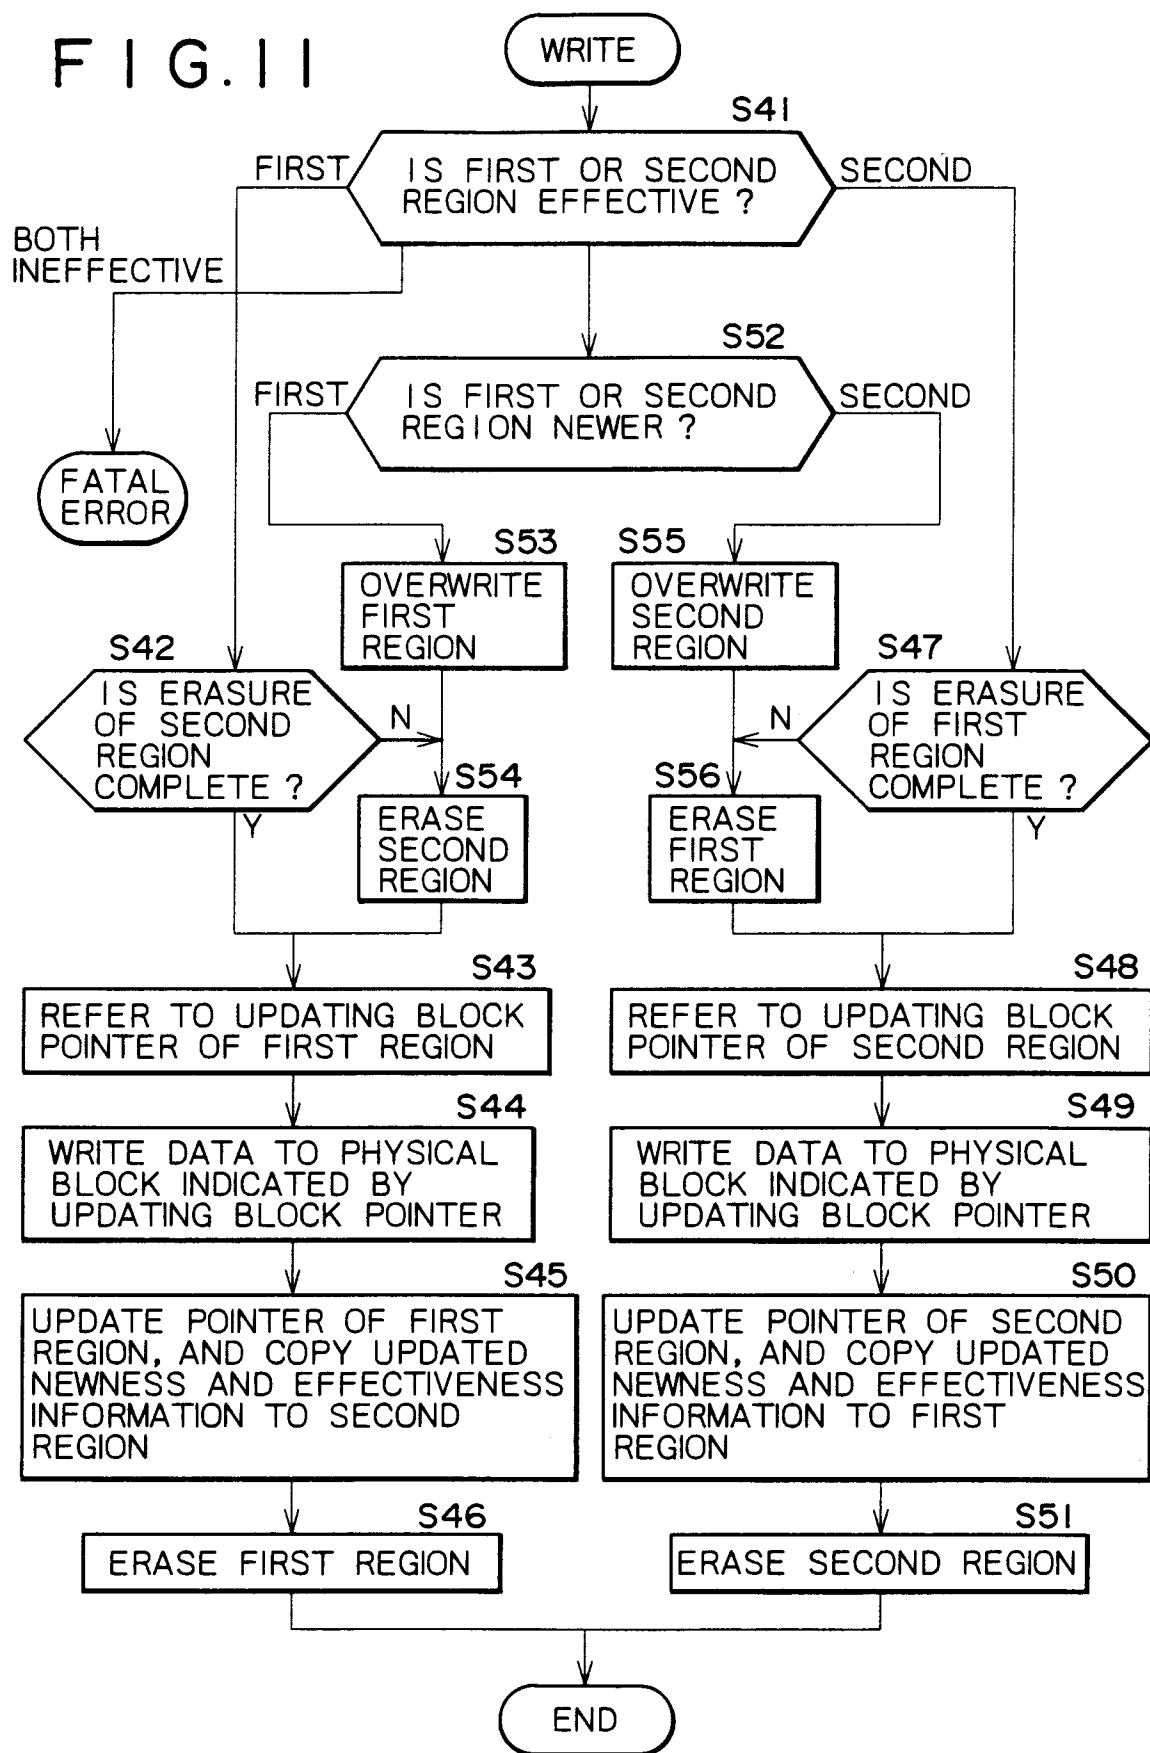 FIG.11
WRITE
S41
FIRST
IS FIRST OR SECOND
REGION EFFECTIVE ?
SECOND
BOTH
INEFFECTIVE
S52
FIRST
IS FIRST OR SECOND
REGION NEWER ?
SECOND
FATAL
ERROR
S53
OVERWRITE
FIRST
REGION
S55
OVERWRITE
SECOND
REGION
S42
IS ERASURE
OF SECOND
REGION
COMPLETE ?
N
Y
S47
IS ERASURE
OF FIRST
REGION
COMPLETE ?
N
Y
S54
ERASE
SECOND
REGION
S56
ERASE
FIRST
REGION
S43
REFER TO UPDATING BLOCK
POINTER OF FIRST REGION
S48
REFER TO UPDATING BLOCK
POINTER OF SECOND REGION
S44
WRITE DATA TO PHYSICAL
BLOCK INDICATED BY
UPDATING BLOCK POINTER
S49
WRITE DATA TO PHYSICAL
BLOCK INDICATED BY
UPDATING BLOCK POINTER
S45
UPDATE POINTER OF FIRST
REGION, AND COPY UPDATED
NEWNESS AND EFFECTIVENESS
INFORMATION TO SECOND
REGION
S50
UPDATE POINTER OF SECOND
REGION, AND COPY UPDATED
NEWNESS AND EFFECTIVENESS
INFORMATION TO FIRST
REGION
S46
ERASE FIRST REGION
S51
ERASE SECOND REGION
END